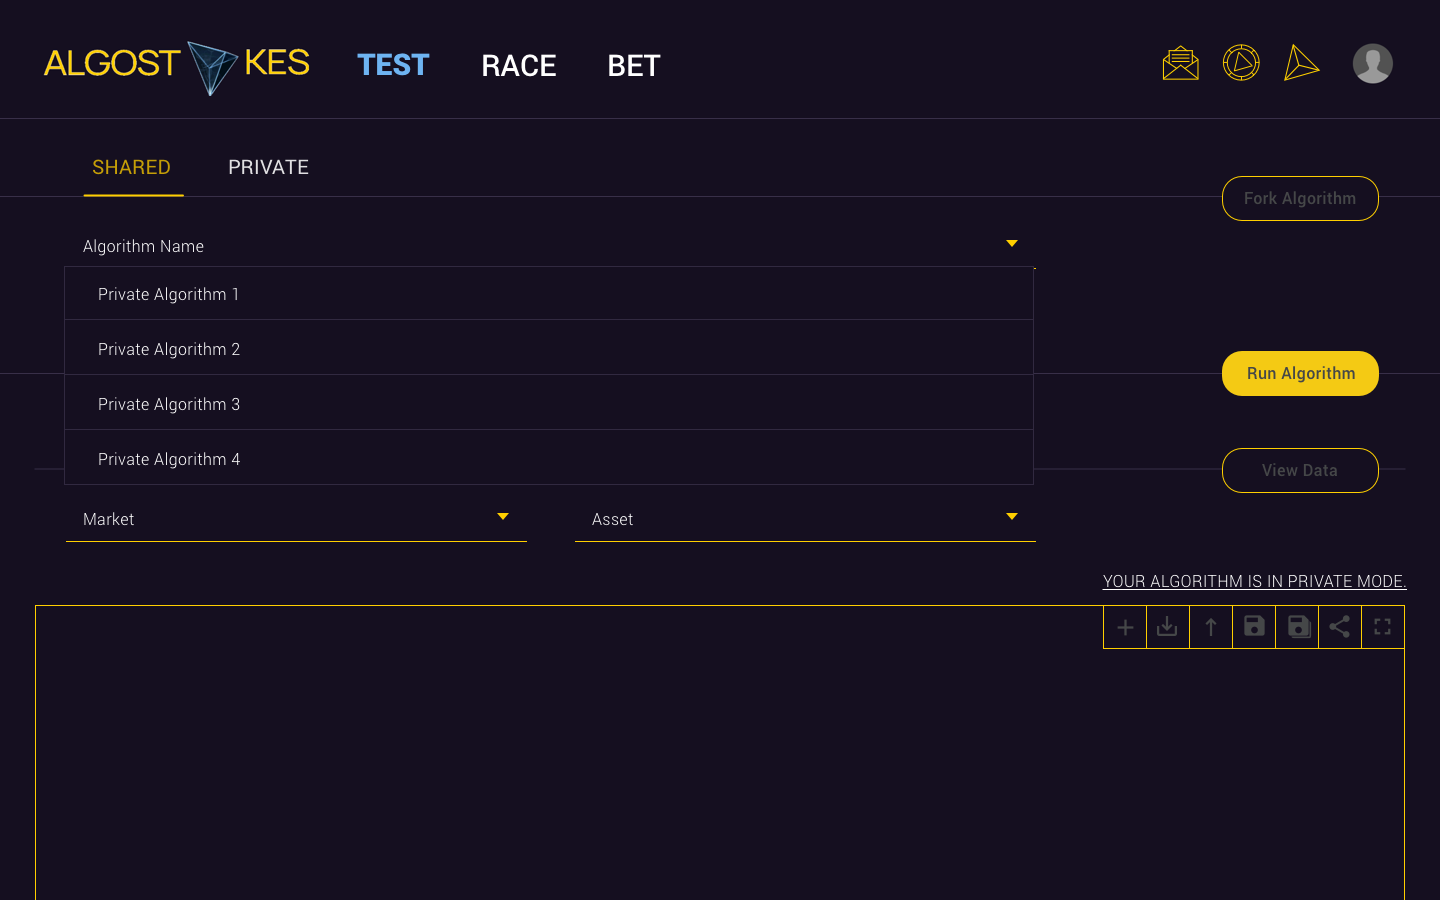 ALGOST KES
TEST RACE BET
SHARED PRIVATE
Fork Algorithm
Algorithm Name
Private Algorithm 1
Private Algorithm 2
Run Algorithm
Private Algorithm 3
Private Algorithm 4
View Data
Market Asset
YOUR ALGORITHM IS IN PRIVATE MODE.